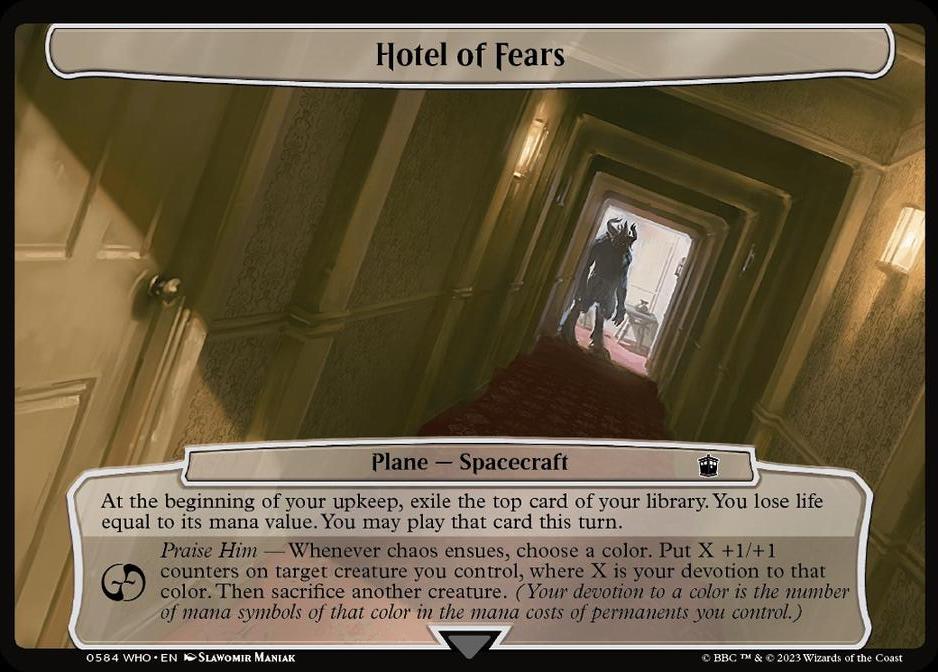 Hotel of Fears
Plane — Spacecraft
At the beginning of your upkeep, exile the top card of your library. You lose life
equal to its mana value. You may play that card this turn.
Praise Him — Whenever chaos ensues, choose a color. Put X +1/+1
counters on target creature you control, where X is your devotion to that
color. Then sacrifice another creature. (Your devotion to a color is the number
of mana symbols of that color in the mana costs of permanents you control.)
0584 WHO • EN Slawomir Maniak
© BBC ™ & © 2023 Wizards of the Coast